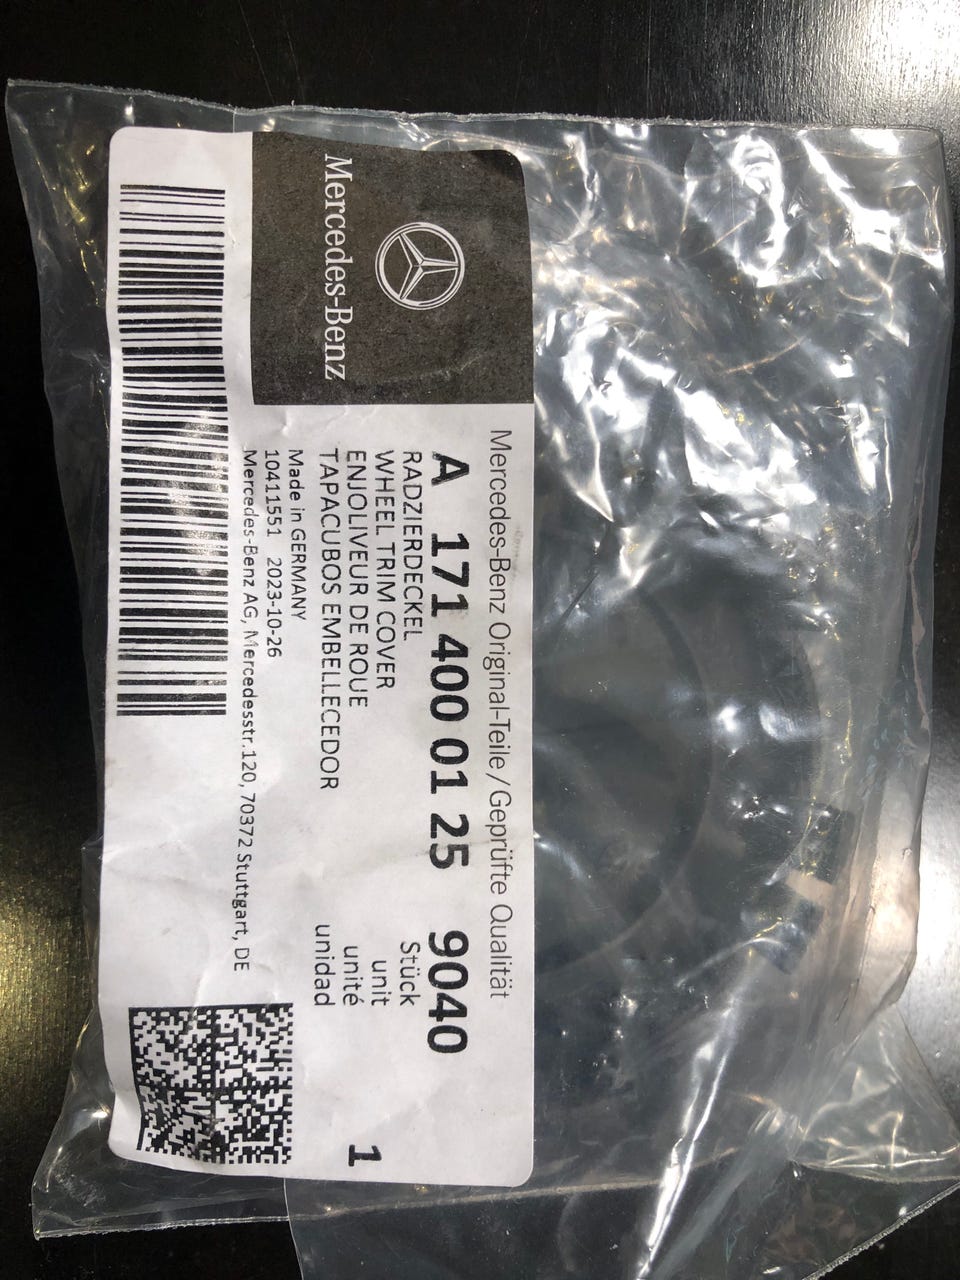 Mercedes-Benz
Mercedes-Benz Original-Teile / Geprüfte Qualität
A 171 400 01 25 9040
RADZIERDECKEL
WHEEL TRIM COVER
ENJOLIVEUR DE ROUE
TAPACUBOS EMBELLECEDOR
Stück
unit
unité
unidad
1
Made in GERMANY
10411551 2023-10-26
Mercedes-Benz AG, Mercedesstr.120, 70372 Stuttgart, DE